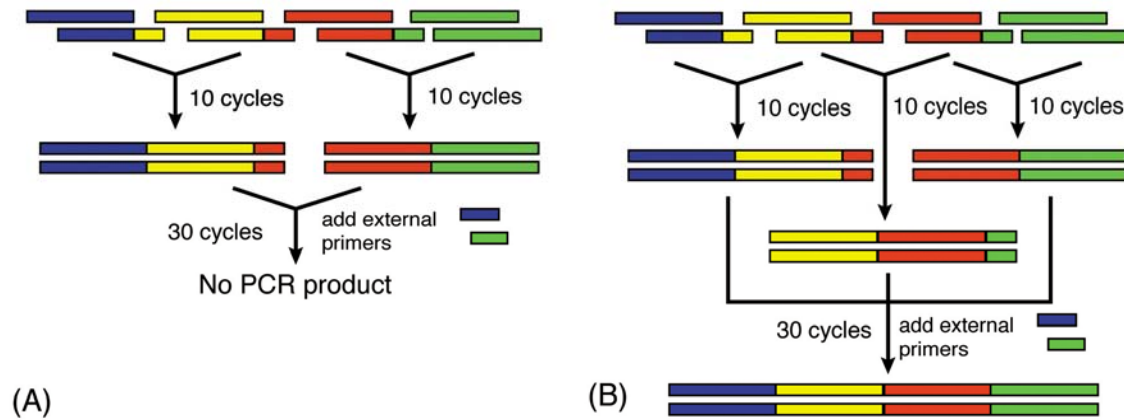 10 cycles
10 cycles
30 cycles
add external
primers
No PCR product
(A)
10 cycles
10 cycles
10 cycles
30 cycles
add external
primers
(B)